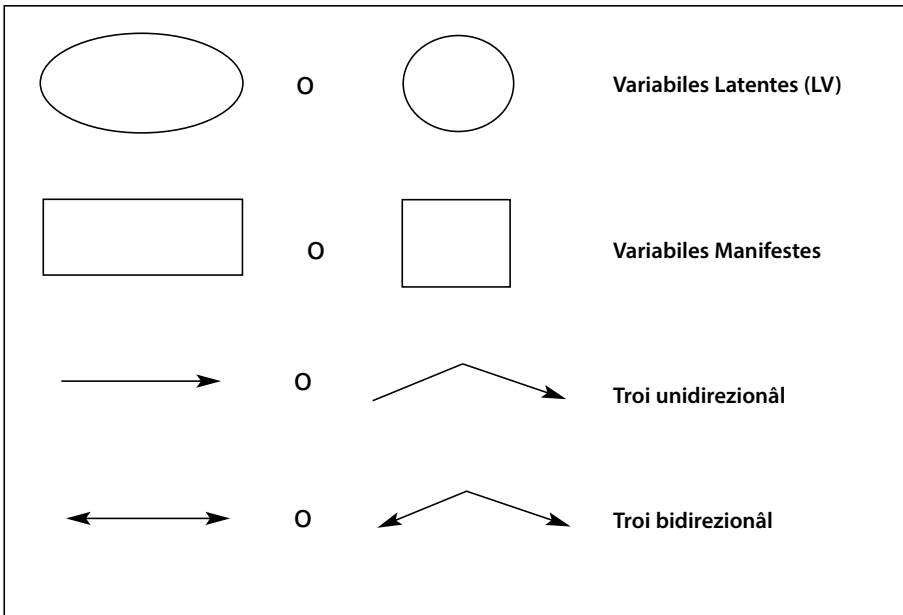 o Variabiles Latentes (LV)
o Variabiles Manifestes
o Troi unidirezionâl
o Troi bidirezionâl